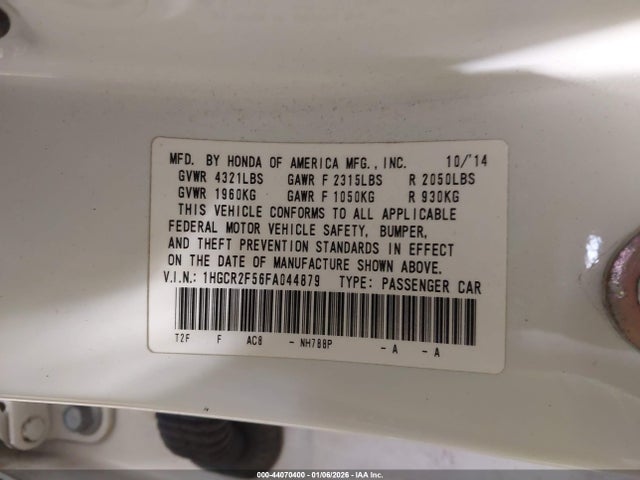 MFD. BY HONDA OF AMERICA MFG., INC. 10/'14
GVWR 4321LBS GAWR F 2315LBS R 2050LBS
GVWR 1960KG GAWR F 1050KG R 930KG
THIS VEHICLE CONFORMS TO ALL APPLICABLE
FEDERAL MOTOR VEHICLE SAFETY, BUMPER,
AND THEFT PREVENTION STANDARDS IN EFFECT
ON THE DATE OF MANUFACTURE SHOWN ABOVE.
V.I.N.: 1HGCR2F56FA044879 TYPE: PASSENGER CAR
T2F F AC8 - NH788P - A - A
000-44070400 - 01/06/2026 - IAA Inc.